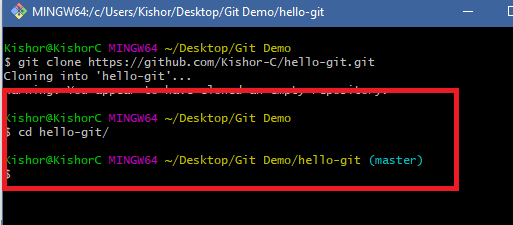 MINGW64:/c/Users/Kishor/Desktop/Git Demo/hello-git
Kishor@KishorC MINGW64 ~/Desktop/Git Demo
$ git clone https://github.com/Kishor-C/hello-git.git
Cloning into 'hello-git'...
warning: You appear to have cloned an empty repository.
Kishor@KishorC MINGW64 ~/Desktop/Git Demo
$ cd hello-git/
Kishor@KishorC MINGW64 ~/Desktop/Git Demo/hello-git (master)
$